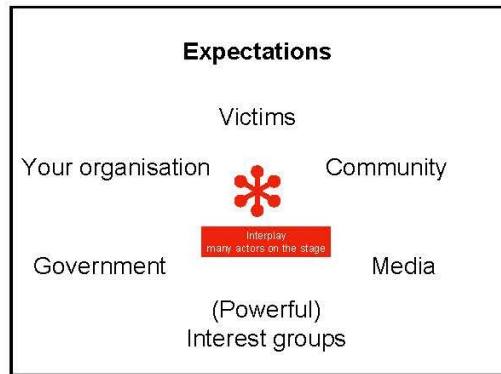 Expectations
Victims
Your organisation
Community
Interplay
many actors on the stage
Government
Media
(Powerful)
Interest groups